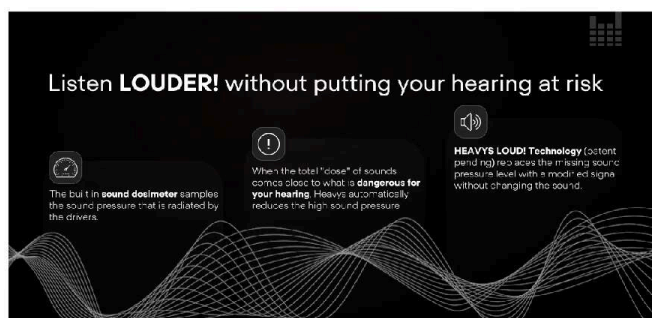 Listen LOUDER! without putting your hearing at risk
The built in sound dosimeter samples
the sound pressure that is radiated by
the drivers.
When the total "dose" of sounds
comes close to what is dangerous for
your hearing, Heavys automatically
reduces the high sound pressure
HEAVYS LOUD! Technology (patent
pending) replaces the missing sound
pressure level with a modified signa
without changing the sound.